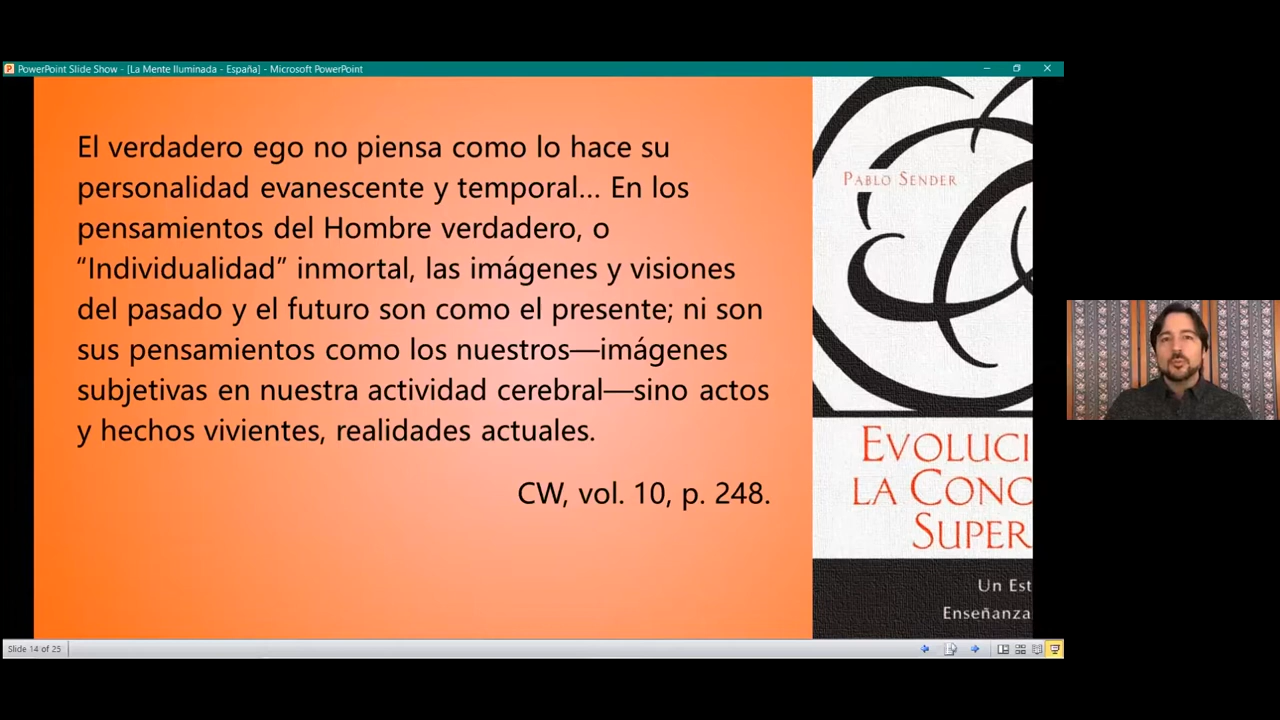 PowerPoint Slide Show - [La Mente Iluminada - España] - Microsoft PowerPoint
El verdadero ego no piensa como lo hace su
personalidad evanescente y temporal... En los
pensamientos del Hombre verdadero, o
“Individualidad” inmortal, las imágenes y visiones
del pasado y el futuro son como el presente; ni son
sus pensamientos como los nuestros—imágenes
subjetivas en nuestra actividad cerebral—sino actos
y hechos vivientes, realidades actuales.
CW, vol. 10, p. 248.
PABLO SENDER
EVOLUCI
LA CONC
SUPER
Un Est
Enseñanza
Slide 14 of 25